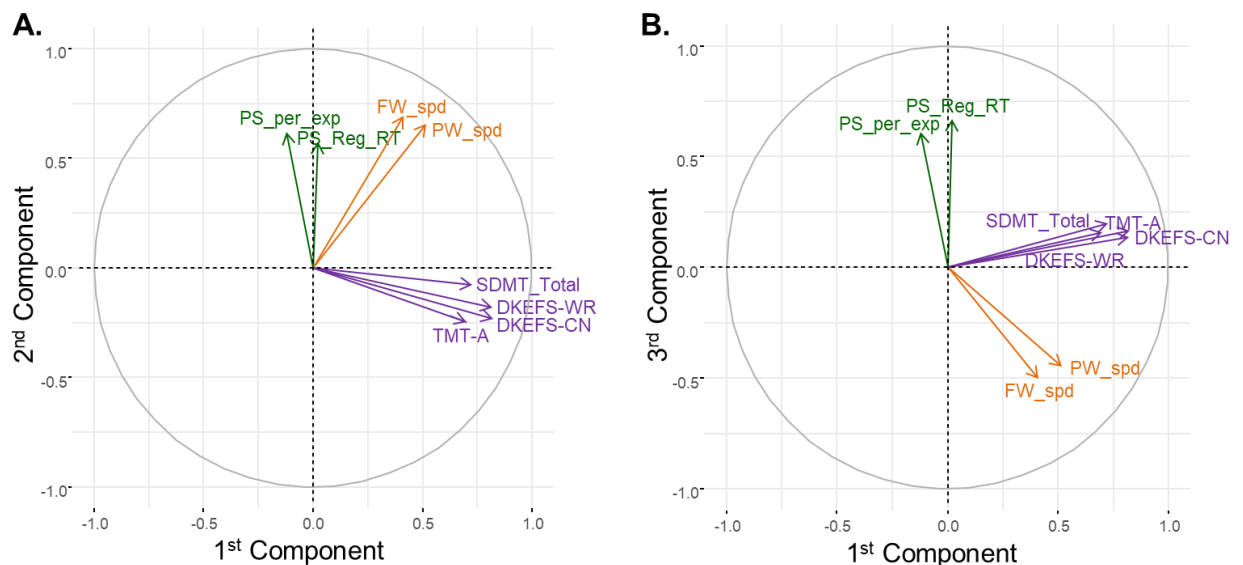 A.
1.0
0.5
0.0
-0.5
-1.0
2nd Component
PS_per_exp
PS_Reg_RT
FW_spd
PW_spd
SDMT_Total
DKEFS-WR
DKEFS-CN
TMT-A
-1.0 -0.5 0.0 0.5 1.0
1st Component
B.
1.0
0.5
0.0
-0.5
-1.0
3rd Component
PS_Reg_RT
PS_per_exp
SDMT_Total
TMT-A
DKEFS-CN
DKEFS-WR
PW_spd
FW_spd
-1.0 -0.5 0.0 0.5 1.0
1st Component